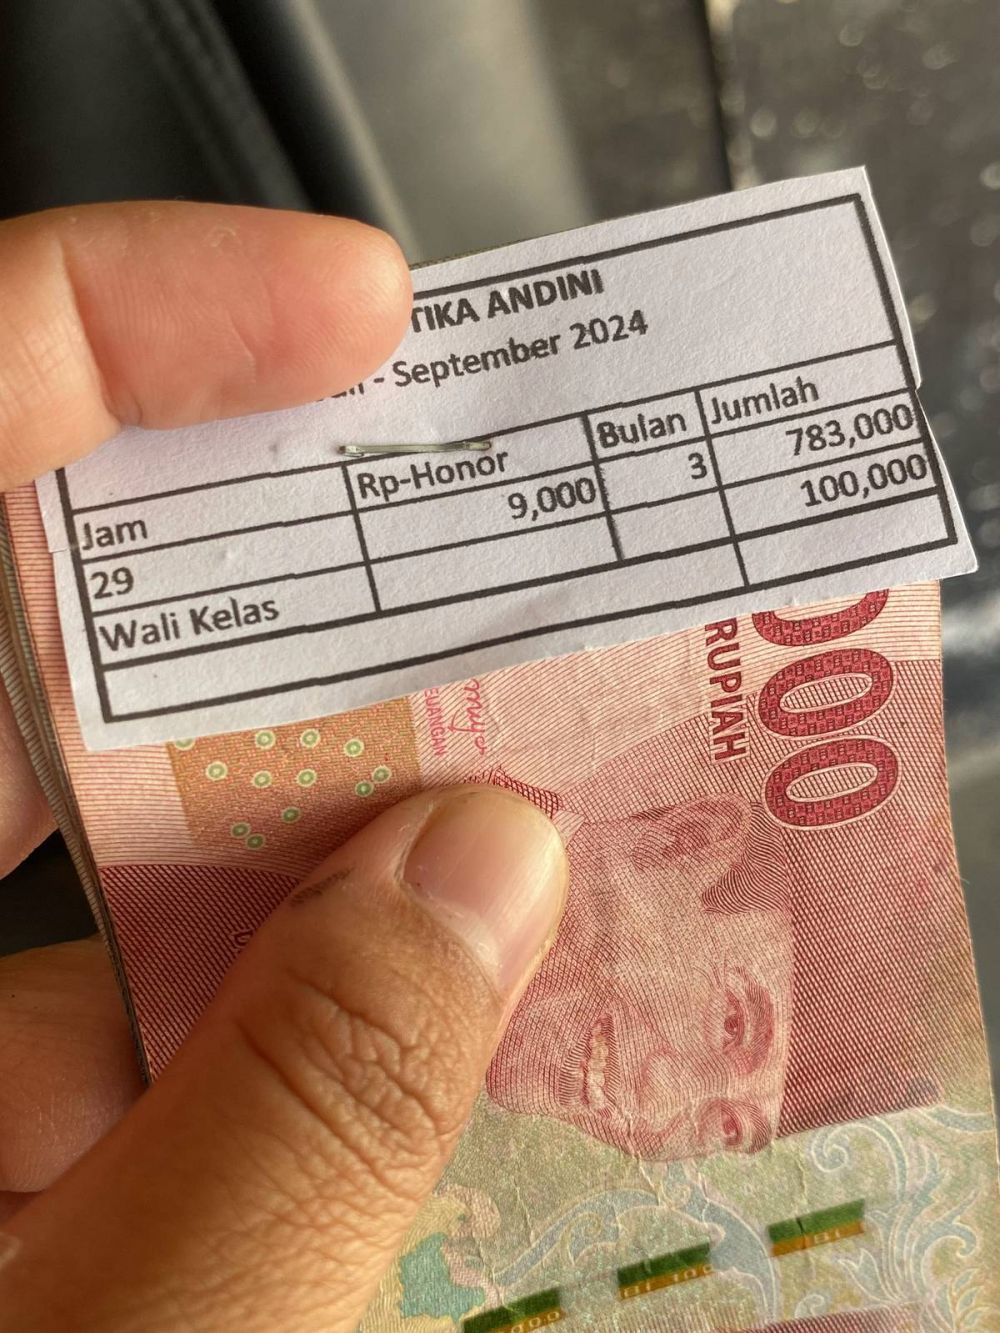 TIKA ANDINI
- September 2024
Jam Rp-Honor Bulan Jumlah
29 9,000 3 783,000
Wali Kelas 100,000
000
RUPIAH